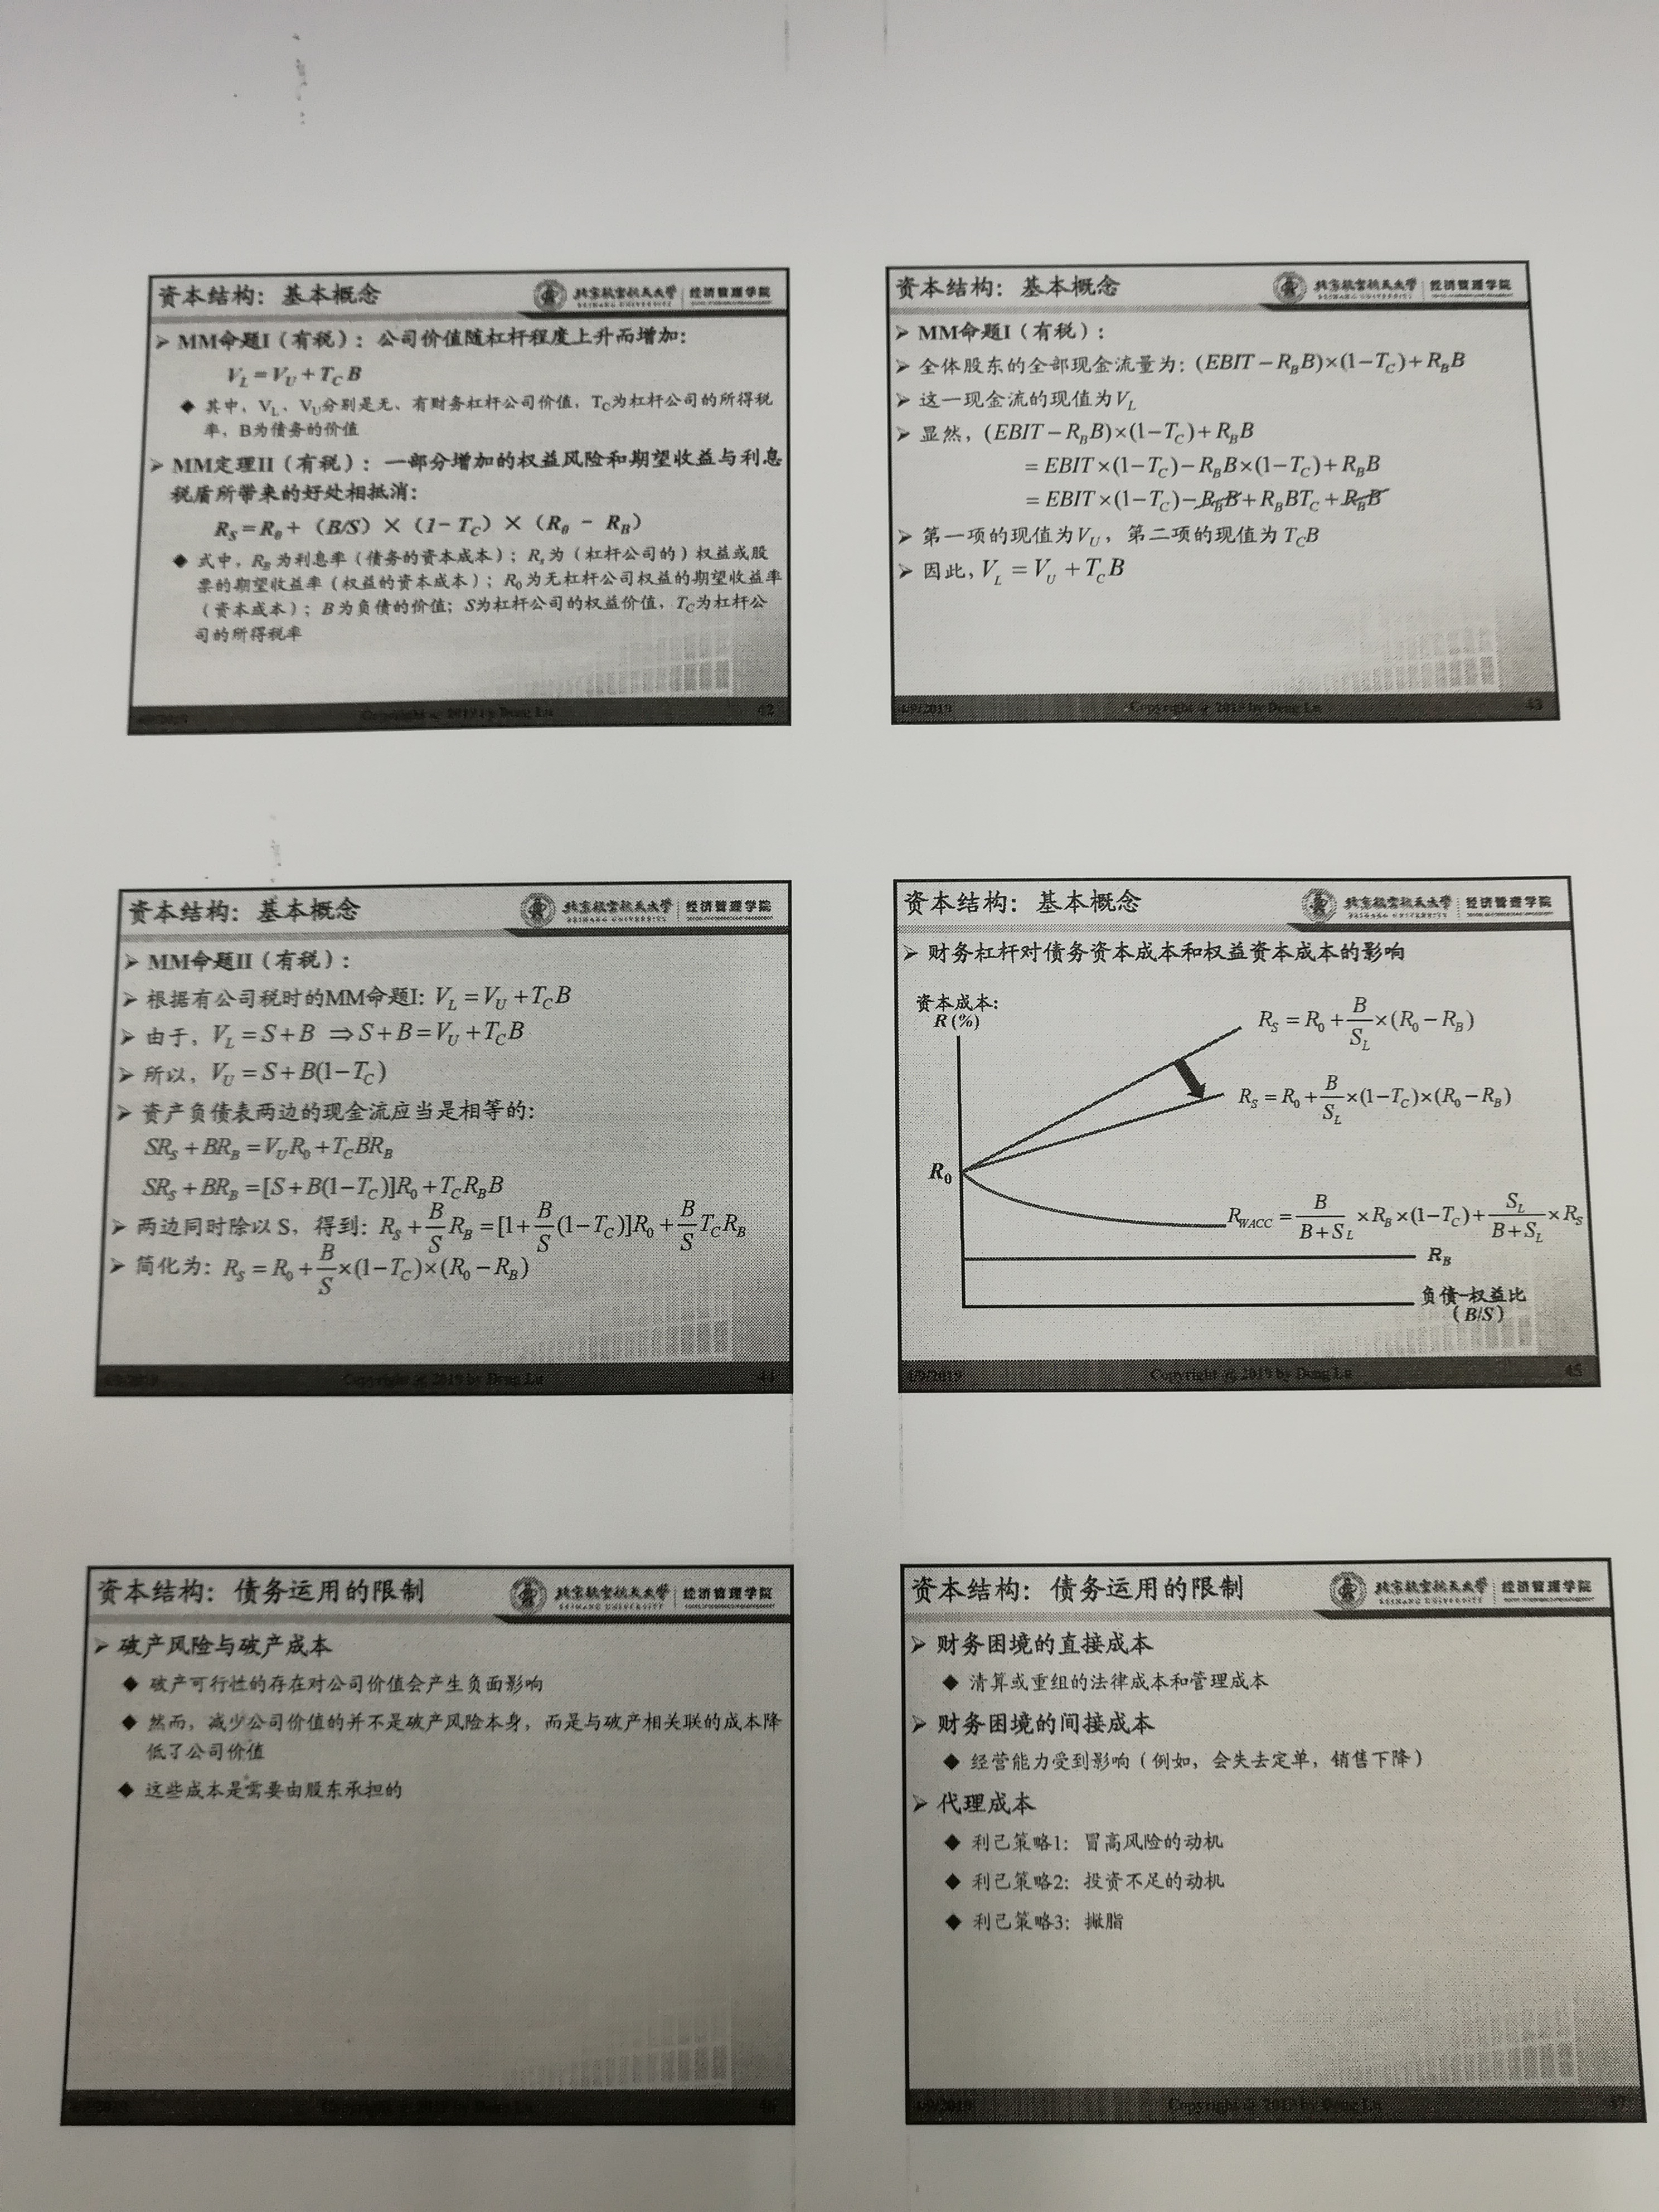 资本结构：基本概念
北京航空航天大学 经济管理学院
BEIHANG UNIVERSITY
➢ MM命题I（有税）：公司价值随杠杆程度上升而增加：
V_L = V_U + T_C B
◆ 其中，V_L、V_U分别是无、有财务杠杆公司价值，T_C为杠杆公司的所得税
率，B为债务的价值
➢ MM定理II（有税）：一部分增加的权益风险和期望收益与利息
税盾所带来的好处相抵消：
R_S = R_0 + （B/S）×（1- T_C）×（R_0 - R_B）
◆ 式中，R_B为利息率（债务的资本成本）；R_s为（杠杆公司的）权益或股
票的期望收益率（权益的资本成本）；R_0为无杠杆公司权益的期望收益率
（资本成本）；B为负债的价值；S为杠杆公司的权益价值，T_C为杠杆公
司的所得税率
Copyright @ 2019 by Dong Lu
42
资本结构：基本概念
北京航空航天大学 经济管理学院
BEIHANG UNIVERSITY
➢ MM命题I（有税）：
➢ 全体股东的全部现金流量为：(EBIT − R_B B)×(1−T_C)+ R_B B
➢ 这一现金流的现值为V_L
➢ 显然，(EBIT − R_B B)×(1−T_C)+ R_B B
= EBIT×(1−T_C)− R_B B×(1−T_C)+ R_B B
= EBIT×(1−T_C)− R_B B + R_B BT_C + R_B B
➢ 第一项的现值为V_U，第二项的现值为 T_C B
➢ 因此，V_L = V_U + T_C B
4/9/2019
Copyright @ 2019 by Dong Lu
43
资本结构：基本概念
北京航空航天大学 经济管理学院
BEIHANG UNIVERSITY
➢ MM命题II（有税）：
➢ 根据有公司税时的MM命题I：V_L = V_U + T_C B
➢ 由于，V_L = S + B ⇒ S + B = V_U + T_C B
➢ 所以，V_U = S + B(1−T_C)
➢ 资产负债表两边的现金流应当是相等的：
SR_S + BR_B = V_U R_0 + T_C BR_B
SR_S + BR_B = [S + B(1−T_C)]R_0 + T_C R_B B
➢ 两边同时除以 S，得到：R_S + B/S R_B = [1+ B/S (1−T_C)]R_0 + B/S T_C R_B
➢ 简化为：R_S = R_0 + B/S ×(1−T_C)×(R_0 − R_B)
Copyright @ 2019 by Dong Lu
44
资本结构：基本概念
北京航空航天大学 经济管理学院
BEIHANG UNIVERSITY
➢ 财务杠杆对债务资本成本和权益资本成本的影响
资本成本：
R (%)
R_S = R_0 + B/S_L ×(R_0 − R_B)
R_S = R_0 + B/S_L ×(1−T_C)×(R_0 − R_B)
R_0
R_WACC = B/(B+S_L) ×R_B×(1−T_C)+ S_L/(B+S_L) ×R_S
R_B
负债-权益比
(B/S)
4/9/2019
Copyright @ 2019 by Dong Lu
45
资本结构：债务运用的限制
北京航空航天大学 经济管理学院
BEIHANG UNIVERSITY
➢ 破产风险与破产成本
◆ 破产可行性的存在对公司价值会产生负面影响
◆ 然而，减少公司价值的并不是破产风险本身，而是与破产相关联的成本降
低了公司价值
◆ 这些成本是需要由股东承担的
Copyright @ 2019 by Dong Lu
46
资本结构：债务运用的限制
北京航空航天大学 经济管理学院
BEIHANG UNIVERSITY
➢ 财务困境的直接成本
◆ 清算或重组的法律成本和管理成本
➢ 财务困境的间接成本
◆ 经营能力受到影响（例如，会失去定单，销售下降）
➢ 代理成本
◆ 利己策略1：冒高风险的动机
◆ 利己策略2：投资不足的动机
◆ 利己策略3：撇脂
4/9/2019
Copyright @ 2019 by Dong Lu
47